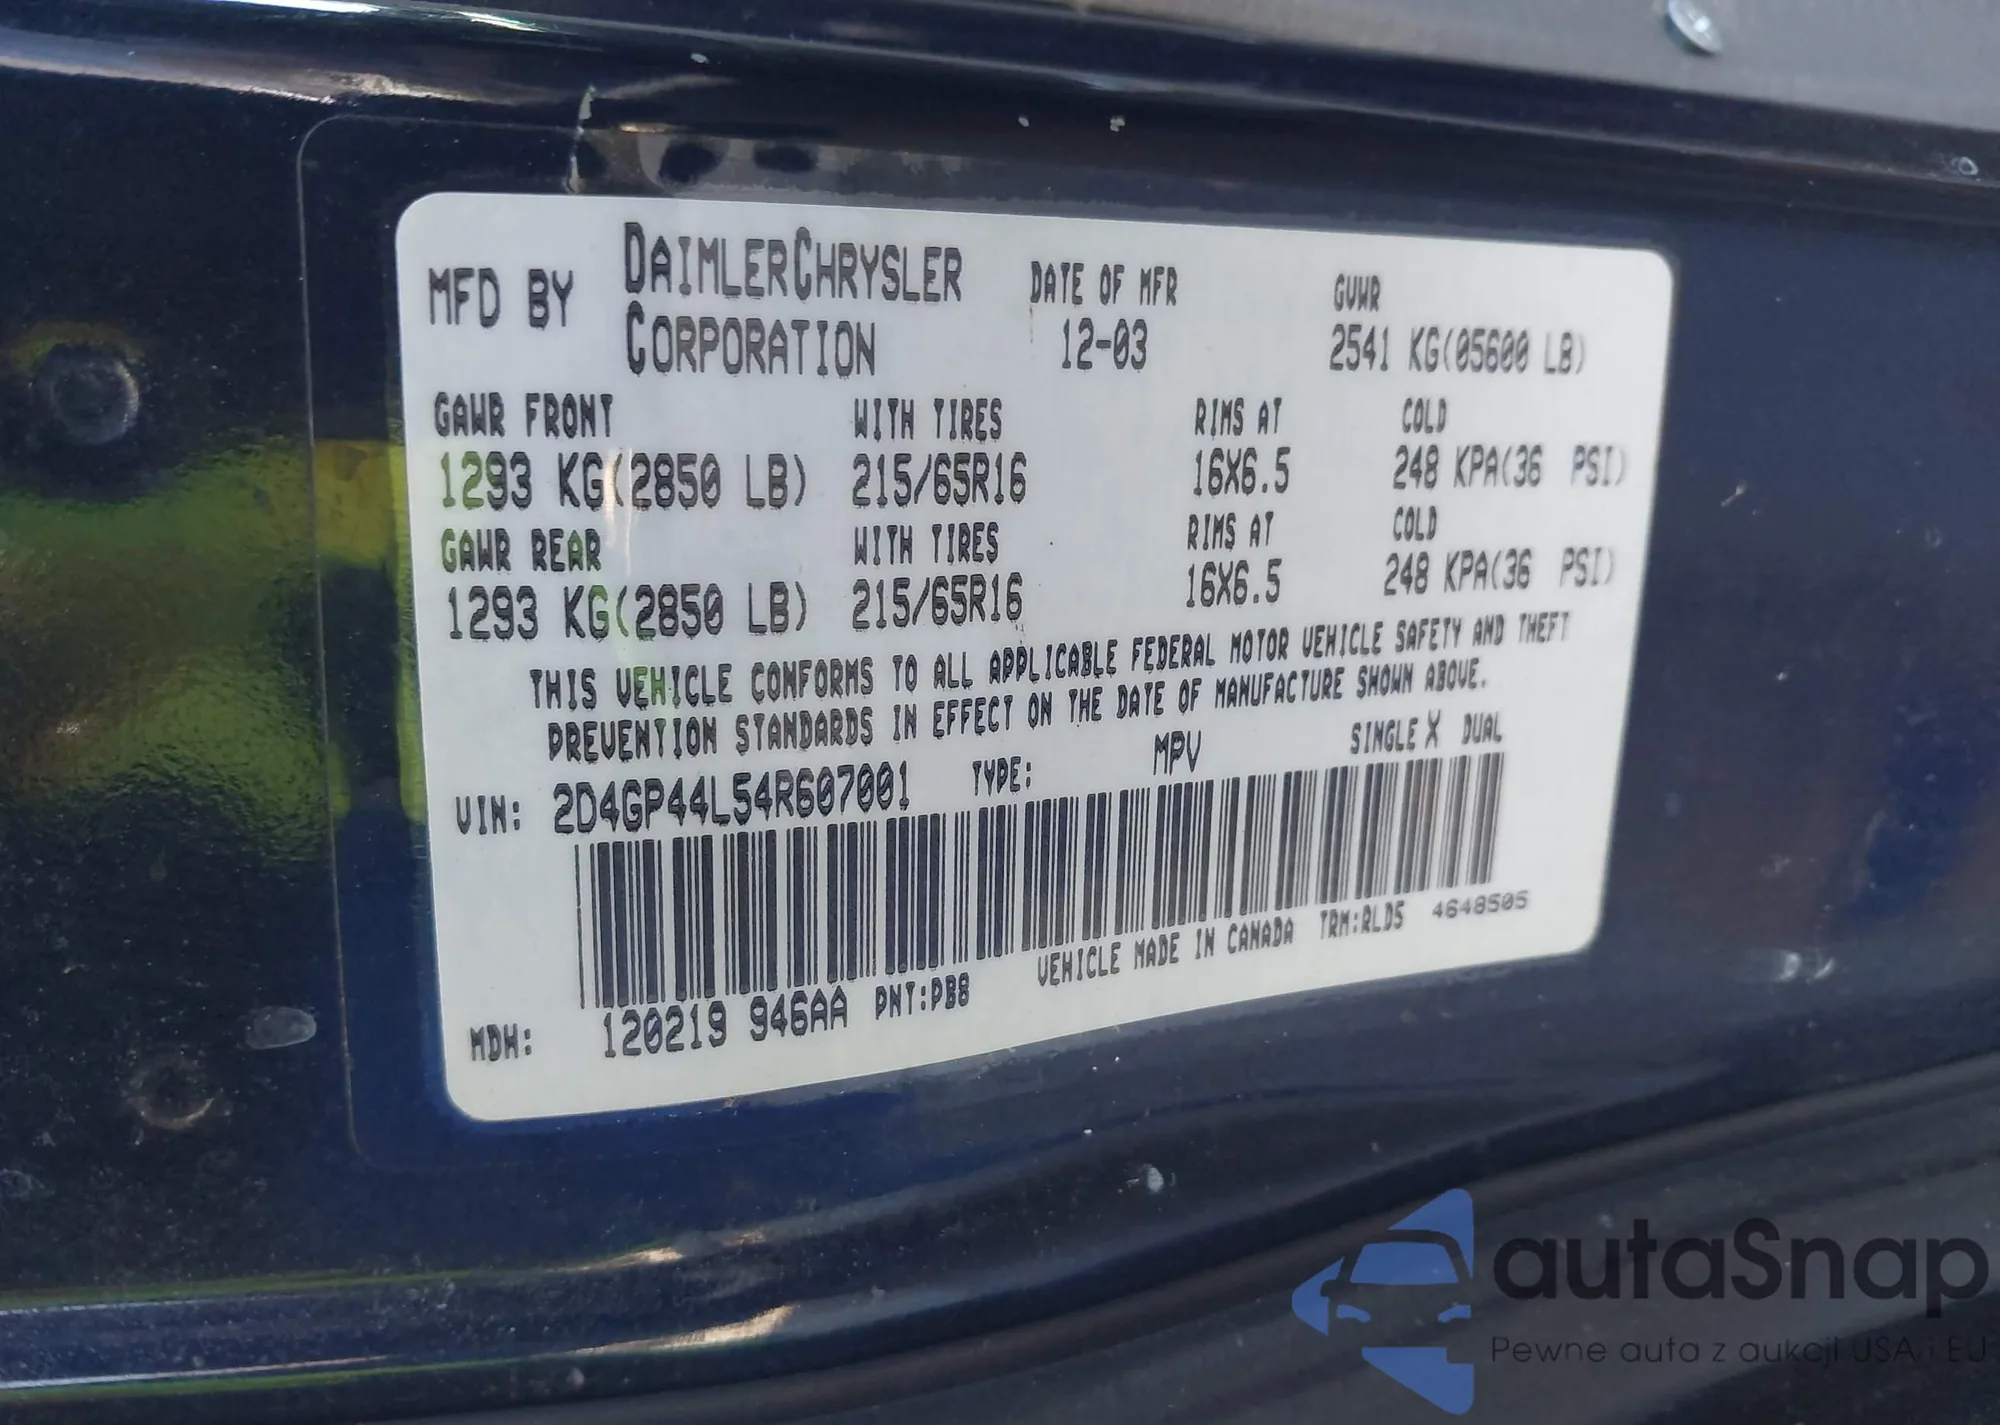 MFD BY DAIMLERCHRYSLER CORPORATION DATE OF MFR GVWR
12-03 2541 KG(05600 LB)
GAWR FRONT WITH TIRES RIMS AT COLD
1293 KG(2850 LB) 215/65R16 16X6.5 248 KPA(36 PSI)
GAWR REAR WITH TIRES RIMS AT COLD
1293 KG(2850 LB) 215/65R16 16X6.5 248 KPA(36 PSI)
THIS VEHICLE CONFORMS TO ALL APPLICABLE FEDERAL MOTOR VEHICLE SAFETY AND THEFT
PREVENTION STANDARDS IN EFFECT ON THE DATE OF MANUFACTURE SHOWN ABOVE.
VIN: 2D4GP44L54R607001 TYPE: MPV SINGLE X DUAL
VEHICLE MADE IN CANADA TRM:RLD5 4648505
MDH: 120219 946AA PNT:PB8
autaSnap
Pewne auta z aukcji USA i EU